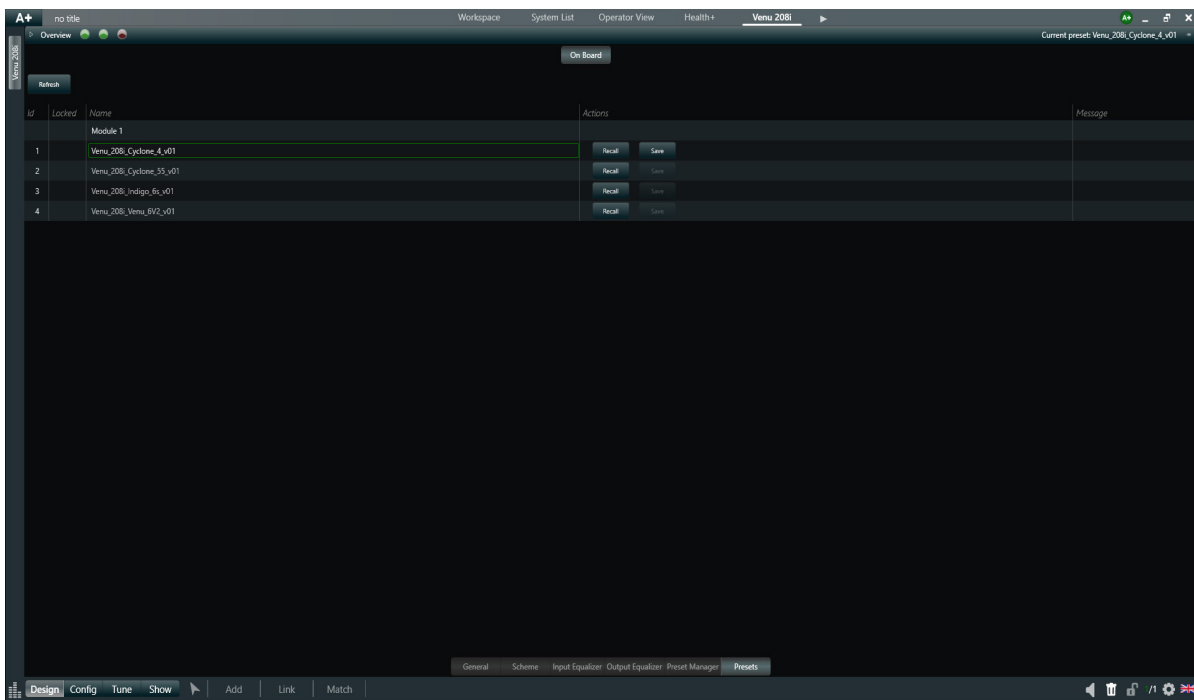 A+ no title Workspace System List Operator View Health+ Venu 208i A+
Overview Current preset: Venu_208i_Cyclone_4_v01
Venu 208i
On Board
Refresh
Id Locked Name Actions Message
Module 1
1 Venu_208i_Cyclone_4_v01 Recall Save
2 Venu_208i_Cyclone_55_v01 Recall Save
3 Venu_208i_Indigo_6s_v01 Recall Save
4 Venu_208i_Venu_6V2_v01 Recall Save
General Scheme Input Equalizer Output Equalizer Preset Manager Presets
Design Config Tune Show Add Link Match /1